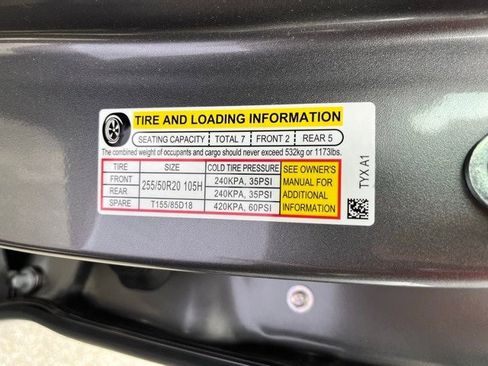 TIRE AND LOADING INFORMATION
SEATING CAPACITY TOTAL 7 FRONT 2 REAR 5
The combined weight of occupants and cargo should never exceed 532kg or 1173lbs.
TIRE SIZE COLD TIRE PRESSURE SEE OWNER'S MANUAL FOR ADDITIONAL INFORMATION
FRONT 255/50R20 105H 240KPA, 35PSI
REAR 240KPA, 35PSI
SPARE T155/85D18 420KPA, 60PSI
TYX A1